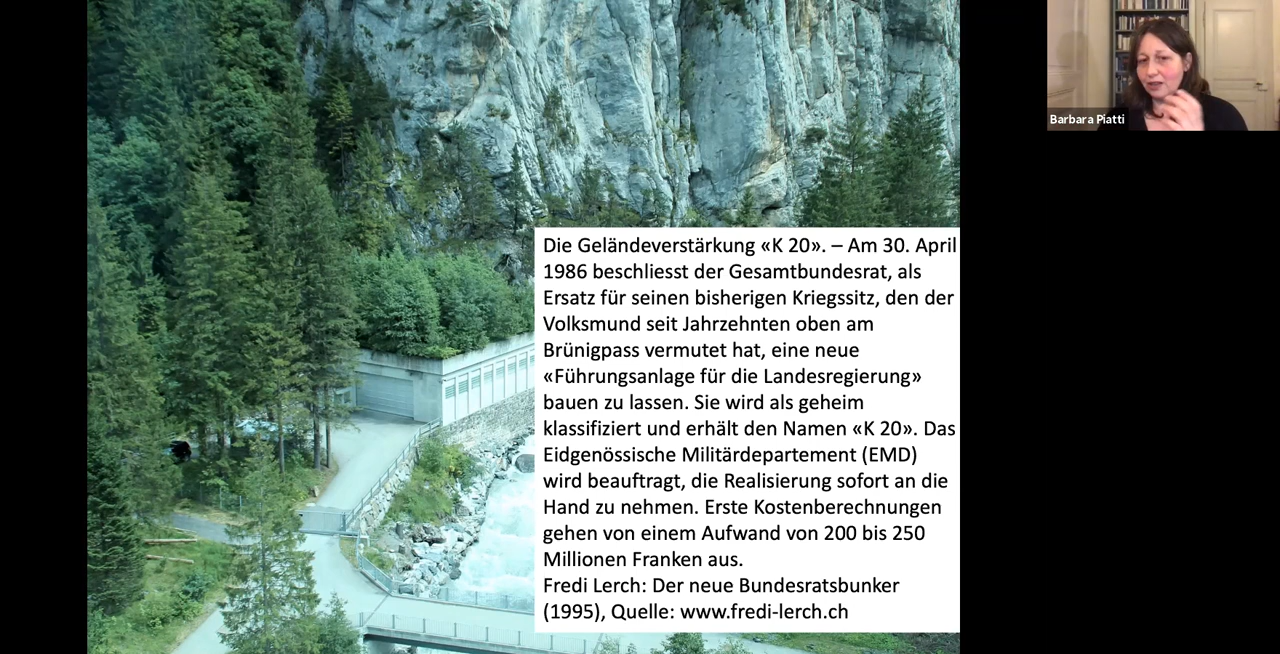 Die Geländeverstärkung «K 20». – Am 30. April
1986 beschliesst der Gesamtbundesrat, als
Ersatz für seinen bisherigen Kriegssitz, den der
Volksmund seit Jahrzehnten oben am
Brünigpass vermutet hat, eine neue
«Führungsanlage für die Landesregierung»
bauen zu lassen. Sie wird als geheim
klassifiziert und erhält den Namen «K 20». Das
Eidgenössische Militärdepartement (EMD)
wird beauftragt, die Realisierung sofort an die
Hand zu nehmen. Erste Kostenberechnungen
gehen von einem Aufwand von 200 bis 250
Millionen Franken aus.
Fredi Lerch: Der neue Bundesratsbunker
(1995), Quelle: www.fredi-lerch.ch
Barbara Piatti